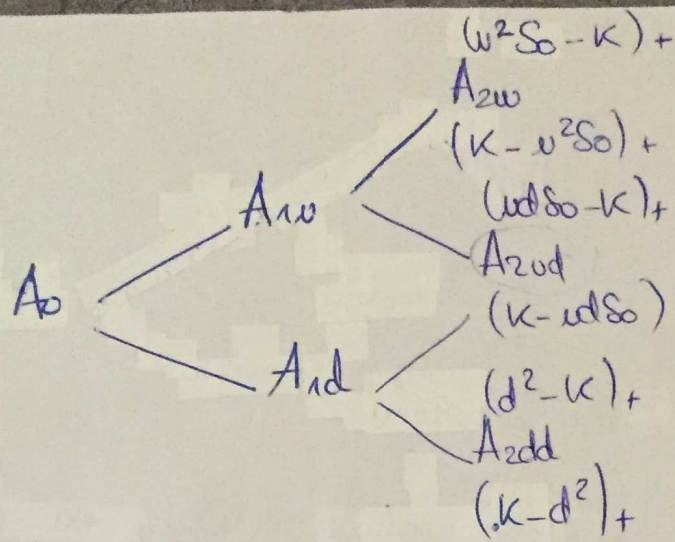 (u²S₀ - K)+
A₂uu
(K - u²S₀)+
A₁u
(udS₀ - K)+
A₂ud
A₀
(K - udS₀)
A₁d
(d² - K)+
A₂dd
(K - d²)+